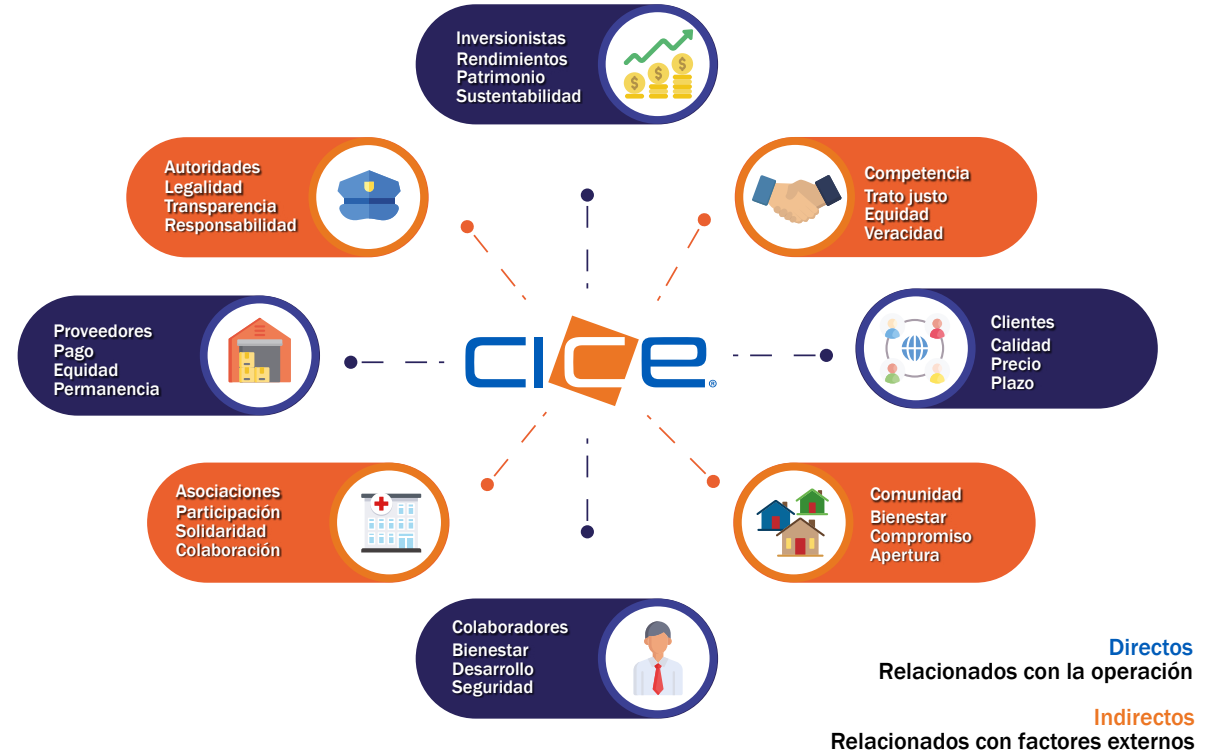 Inversionistas
Rendimientos
Patrimonio
Sustentabilidad
Autoridades
Legalidad
Transparencia
Responsabilidad
Competencia
Trato justo
Equidad
Veracidad
Proveedores
Pago
Equidad
Permanencia
cice®
Clientes
Calidad
Precio
Plazo
Asociaciones
Participación
Solidaridad
Colaboración
Comunidad
Bienestar
Compromiso
Apertura
Colaboradores
Bienestar
Desarrollo
Seguridad
Directos
Relacionados con la operación
Indirectos
Relacionados con factores externos